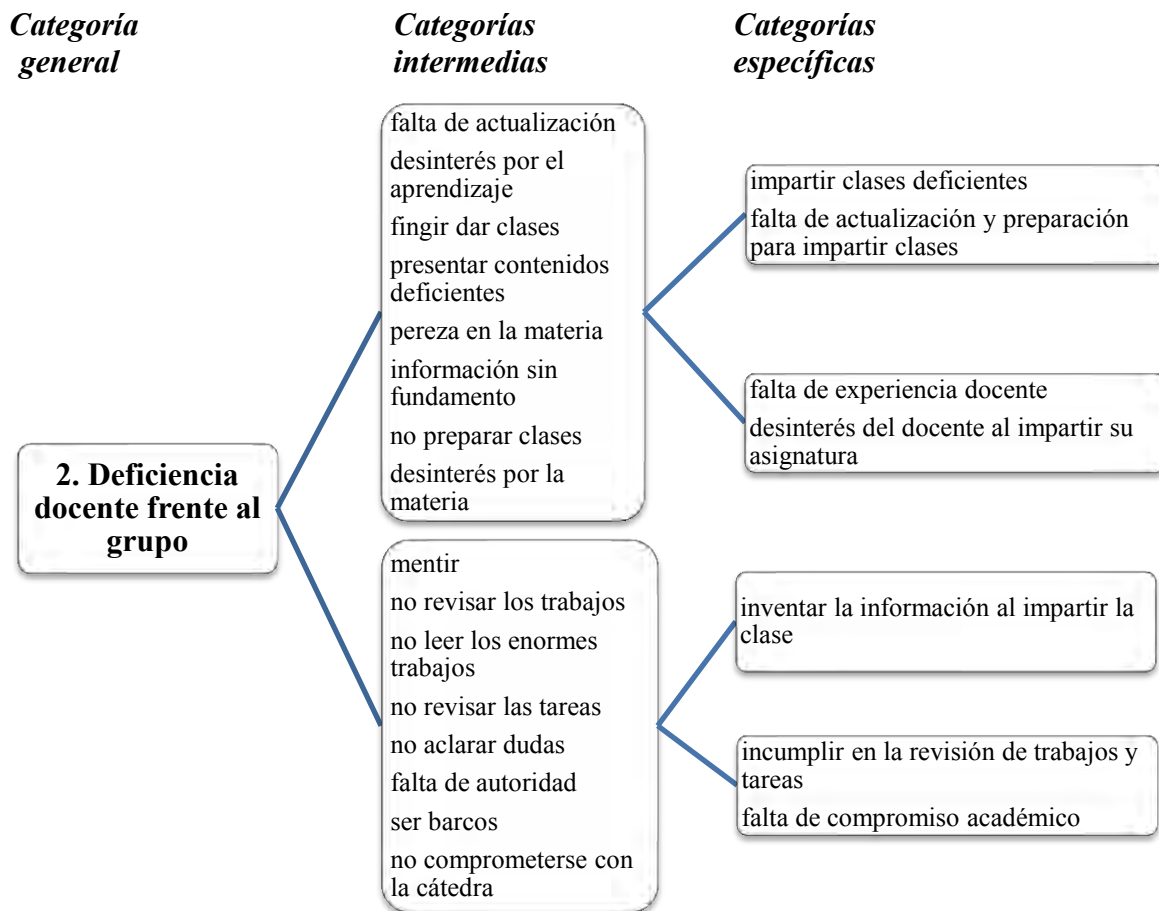 Categoría
general
Categorías
intermedias
Categorías
específicas
2. Deficiencia
docente frente al
grupo
falta de actualización
desinterés por el
aprendizaje
fingir dar clases
presentar contenidos
deficientes
pereza en la materia
información sin
fundamento
no preparar clases
desinterés por la
materia
impartir clases deficientes
falta de actualización y preparación
para impartir clases
falta de experiencia docente
desinterés del docente al impartir su
asignatura
mentir
no revisar los trabajos
no leer los enormes
trabajos
no revisar las tareas
no aclarar dudas
falta de autoridad
ser barcos
no comprometerse con
la cátedra
inventar la información al impartir la
clase
incumplir en la revisión de trabajos y
tareas
falta de compromiso académico